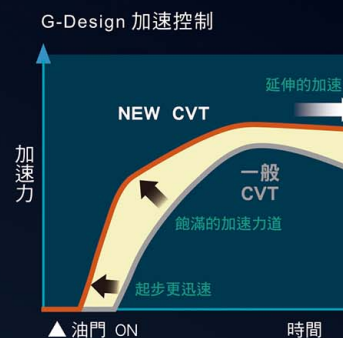 G-Design 加速控制
延伸的加速
NEW CVT
加速力
一般
CVT
飽滿的加速力道
起步更迅速
▲ 油門 ON
時間